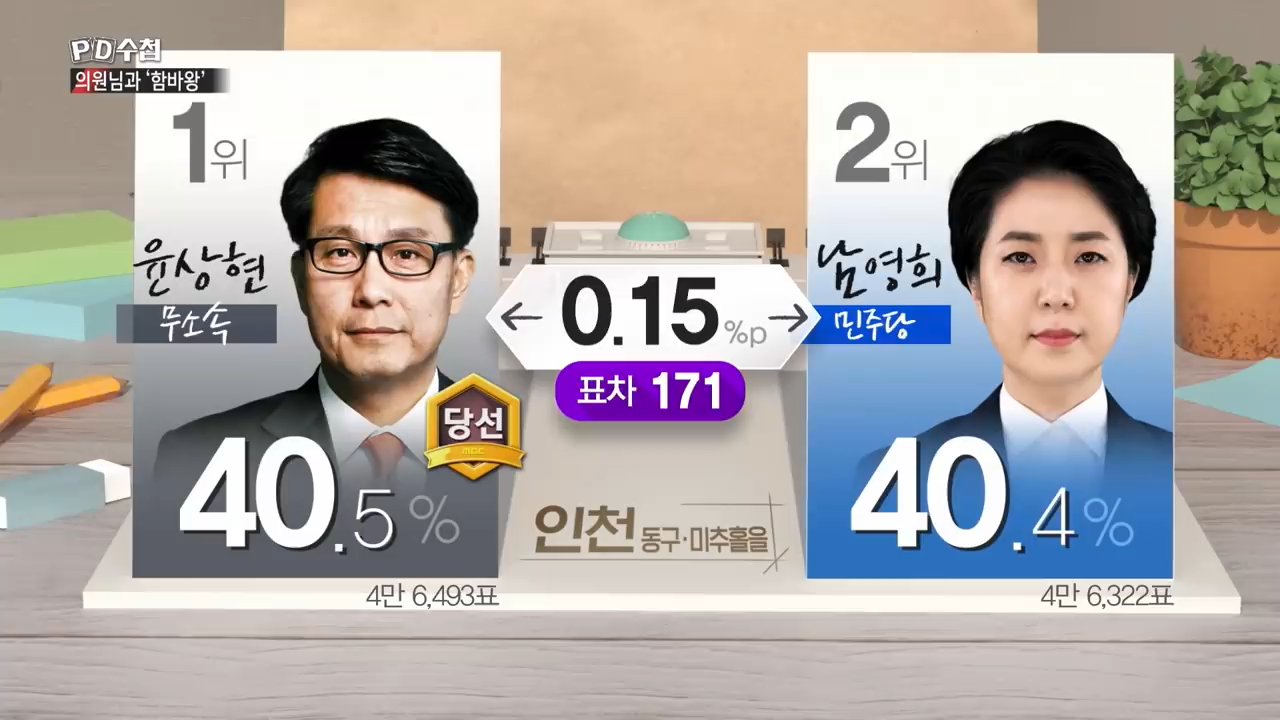 PD수첩
의원님과 ‘함바왕’
1위
윤상현
무소속
당선
MBC
40.5%
4만 6,493표
0.15%p
표차 171
인천 동구·미추홀을
2위
남영희
민주당
40.4%
4만 6,322표